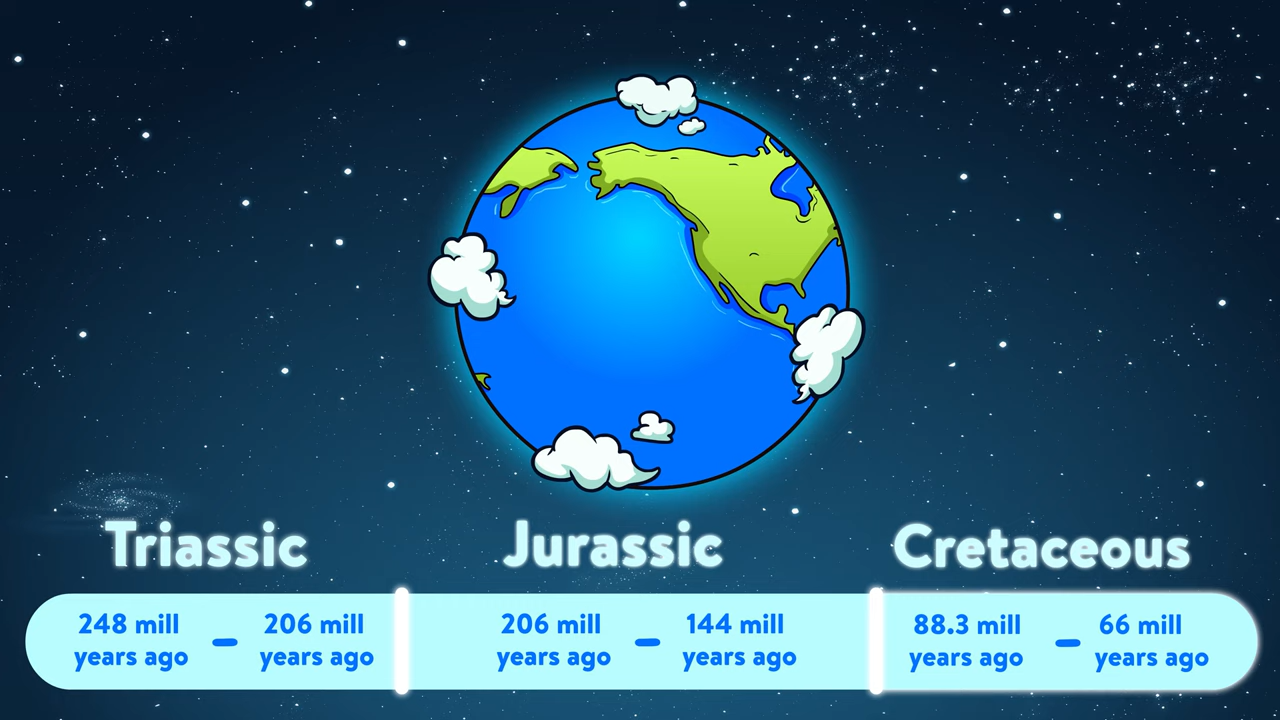 Triassic
Jurassic
Cretaceous
248 mill years ago - 206 mill years ago
206 mill years ago - 144 mill years ago
88.3 mill years ago - 66 mill years ago